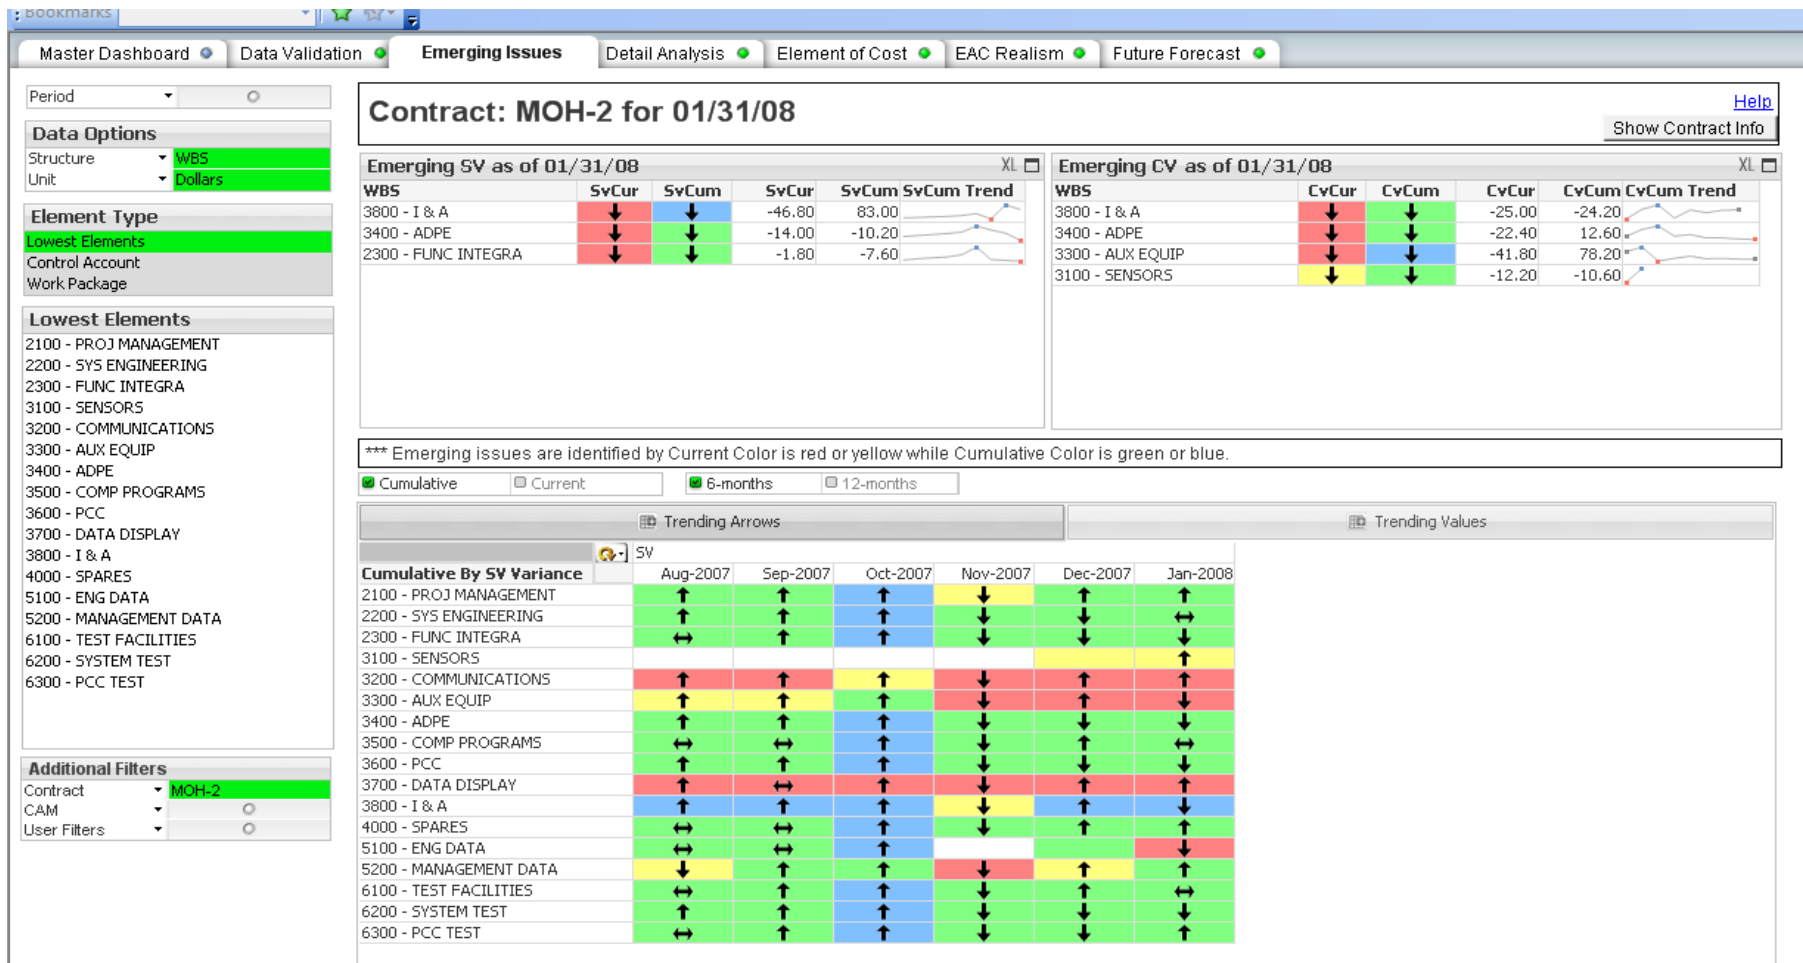 Bookmarks
Master Dashboard Data Validation Emerging Issues Detail Analysis Element of Cost EAC Realism Future Forecast
Period
Data Options
Structure WBS
Unit Dollars
Element Type
Lowest Elements
Control Account
Work Package
Lowest Elements
2100 - PROJ MANAGEMENT
2200 - SYS ENGINEERING
2300 - FUNC INTEGRA
3100 - SENSORS
3200 - COMMUNICATIONS
3300 - AUX EQUIP
3400 - ADPE
3500 - COMP PROGRAMS
3600 - PCC
3700 - DATA DISPLAY
3800 - I & A
4000 - SPARES
5100 - ENG DATA
5200 - MANAGEMENT DATA
6100 - TEST FACILITIES
6200 - SYSTEM TEST
6300 - PCC TEST
Additional Filters
Contract MOH-2
CAM
User Filters
Contract: MOH-2 for 01/31/08
Help
Show Contract Info
Emerging SV as of 01/31/08 XL
WBS SvCur SvCum SvCur SvCum SvCum Trend
3800 - I & A -46.80 83.00
3400 - ADPE -14.00 -10.20
2300 - FUNC INTEGRA -1.80 -7.60
Emerging CV as of 01/31/08 XL
WBS CvCur CvCum CvCur CvCum CvCum Trend
3800 - I & A -25.00 -24.20
3400 - ADPE -22.40 12.60
3300 - AUX EQUIP -41.80 78.20
3100 - SENSORS -12.20 -10.60
*** Emerging issues are identified by Current Color is red or yellow while Cumulative Color is green or blue.
Cumulative Current 6-months 12-months
Trending Arrows Trending Values
SV
Cumulative By SV Variance Aug-2007 Sep-2007 Oct-2007 Nov-2007 Dec-2007 Jan-2008
2100 - PROJ MANAGEMENT
2200 - SYS ENGINEERING
2300 - FUNC INTEGRA
3100 - SENSORS
3200 - COMMUNICATIONS
3300 - AUX EQUIP
3400 - ADPE
3500 - COMP PROGRAMS
3600 - PCC
3700 - DATA DISPLAY
3800 - I & A
4000 - SPARES
5100 - ENG DATA
5200 - MANAGEMENT DATA
6100 - TEST FACILITIES
6200 - SYSTEM TEST
6300 - PCC TEST